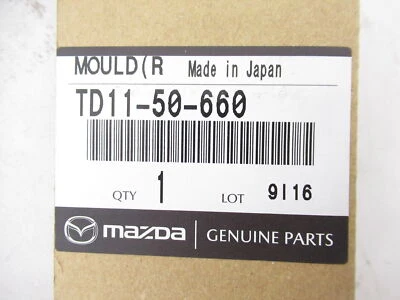 MOULD(R Made in Japan
TD11-50-660
QTY 1 LOT 9I16
mazda GENUINE PARTS